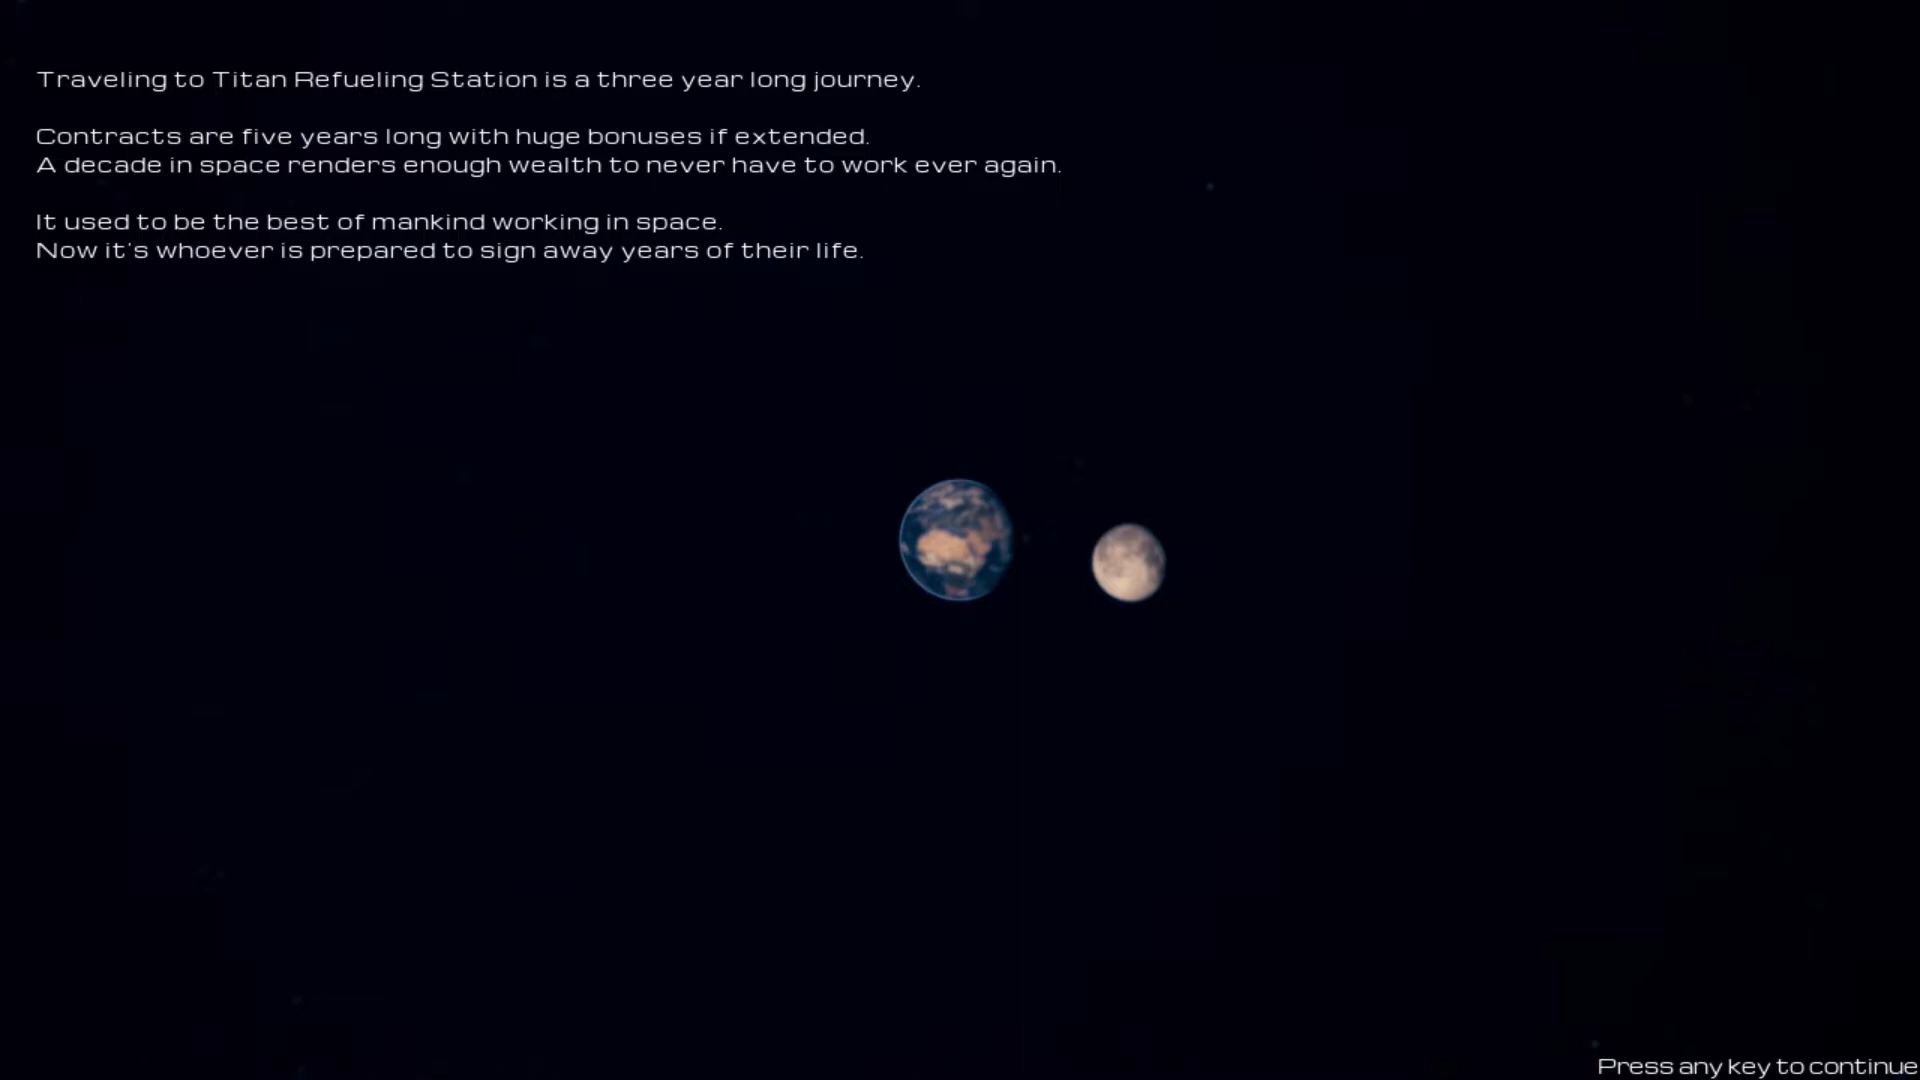 Traveling to Titan Refueling Station is a three year long journey.
Contracts are five years long with huge bonuses if extended.
A decade in space renders enough wealth to never have to work ever again.
It used to be the best of mankind working in space.
Now it's whoever is prepared to sign away years of their life.
Press any key to continue